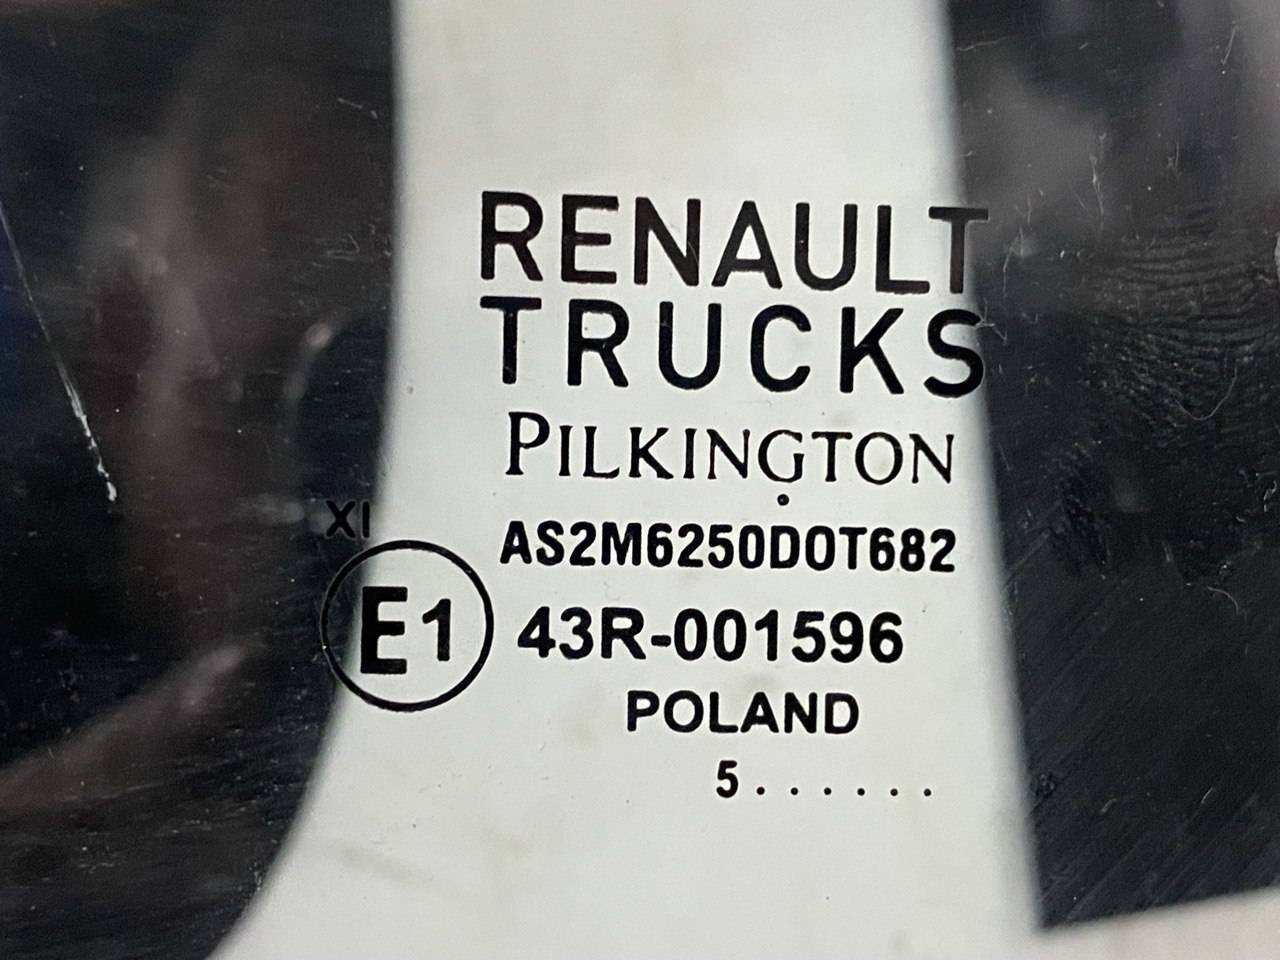 RENAULT
TRUCKS
PILKINGTON
AS2M6250DOT682
XI
E1 43R-001596
POLAND
5......